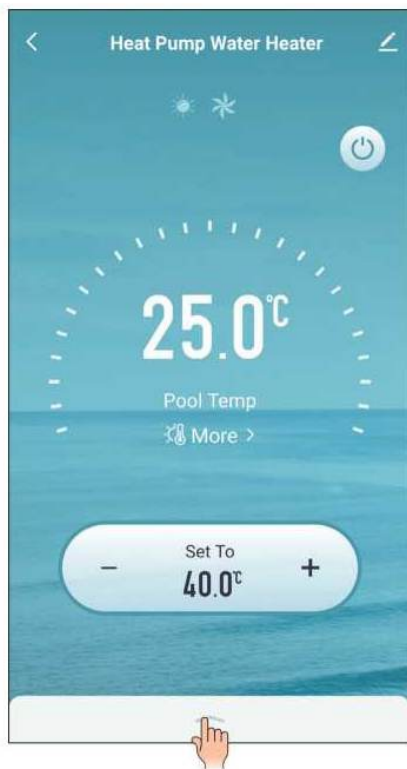 Heat Pump Water Heater
25.0℃
Pool Temp
More >
Set To
− 40.0℃ +